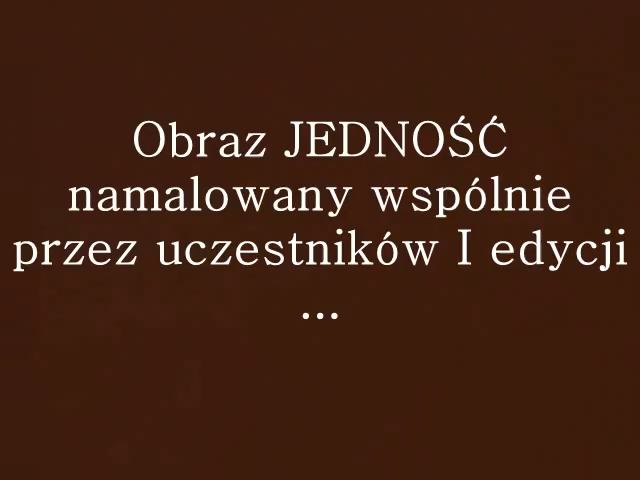 Obraz JEDNOŚĆ
namalowany wspólnie
przez uczestników I edycji
...